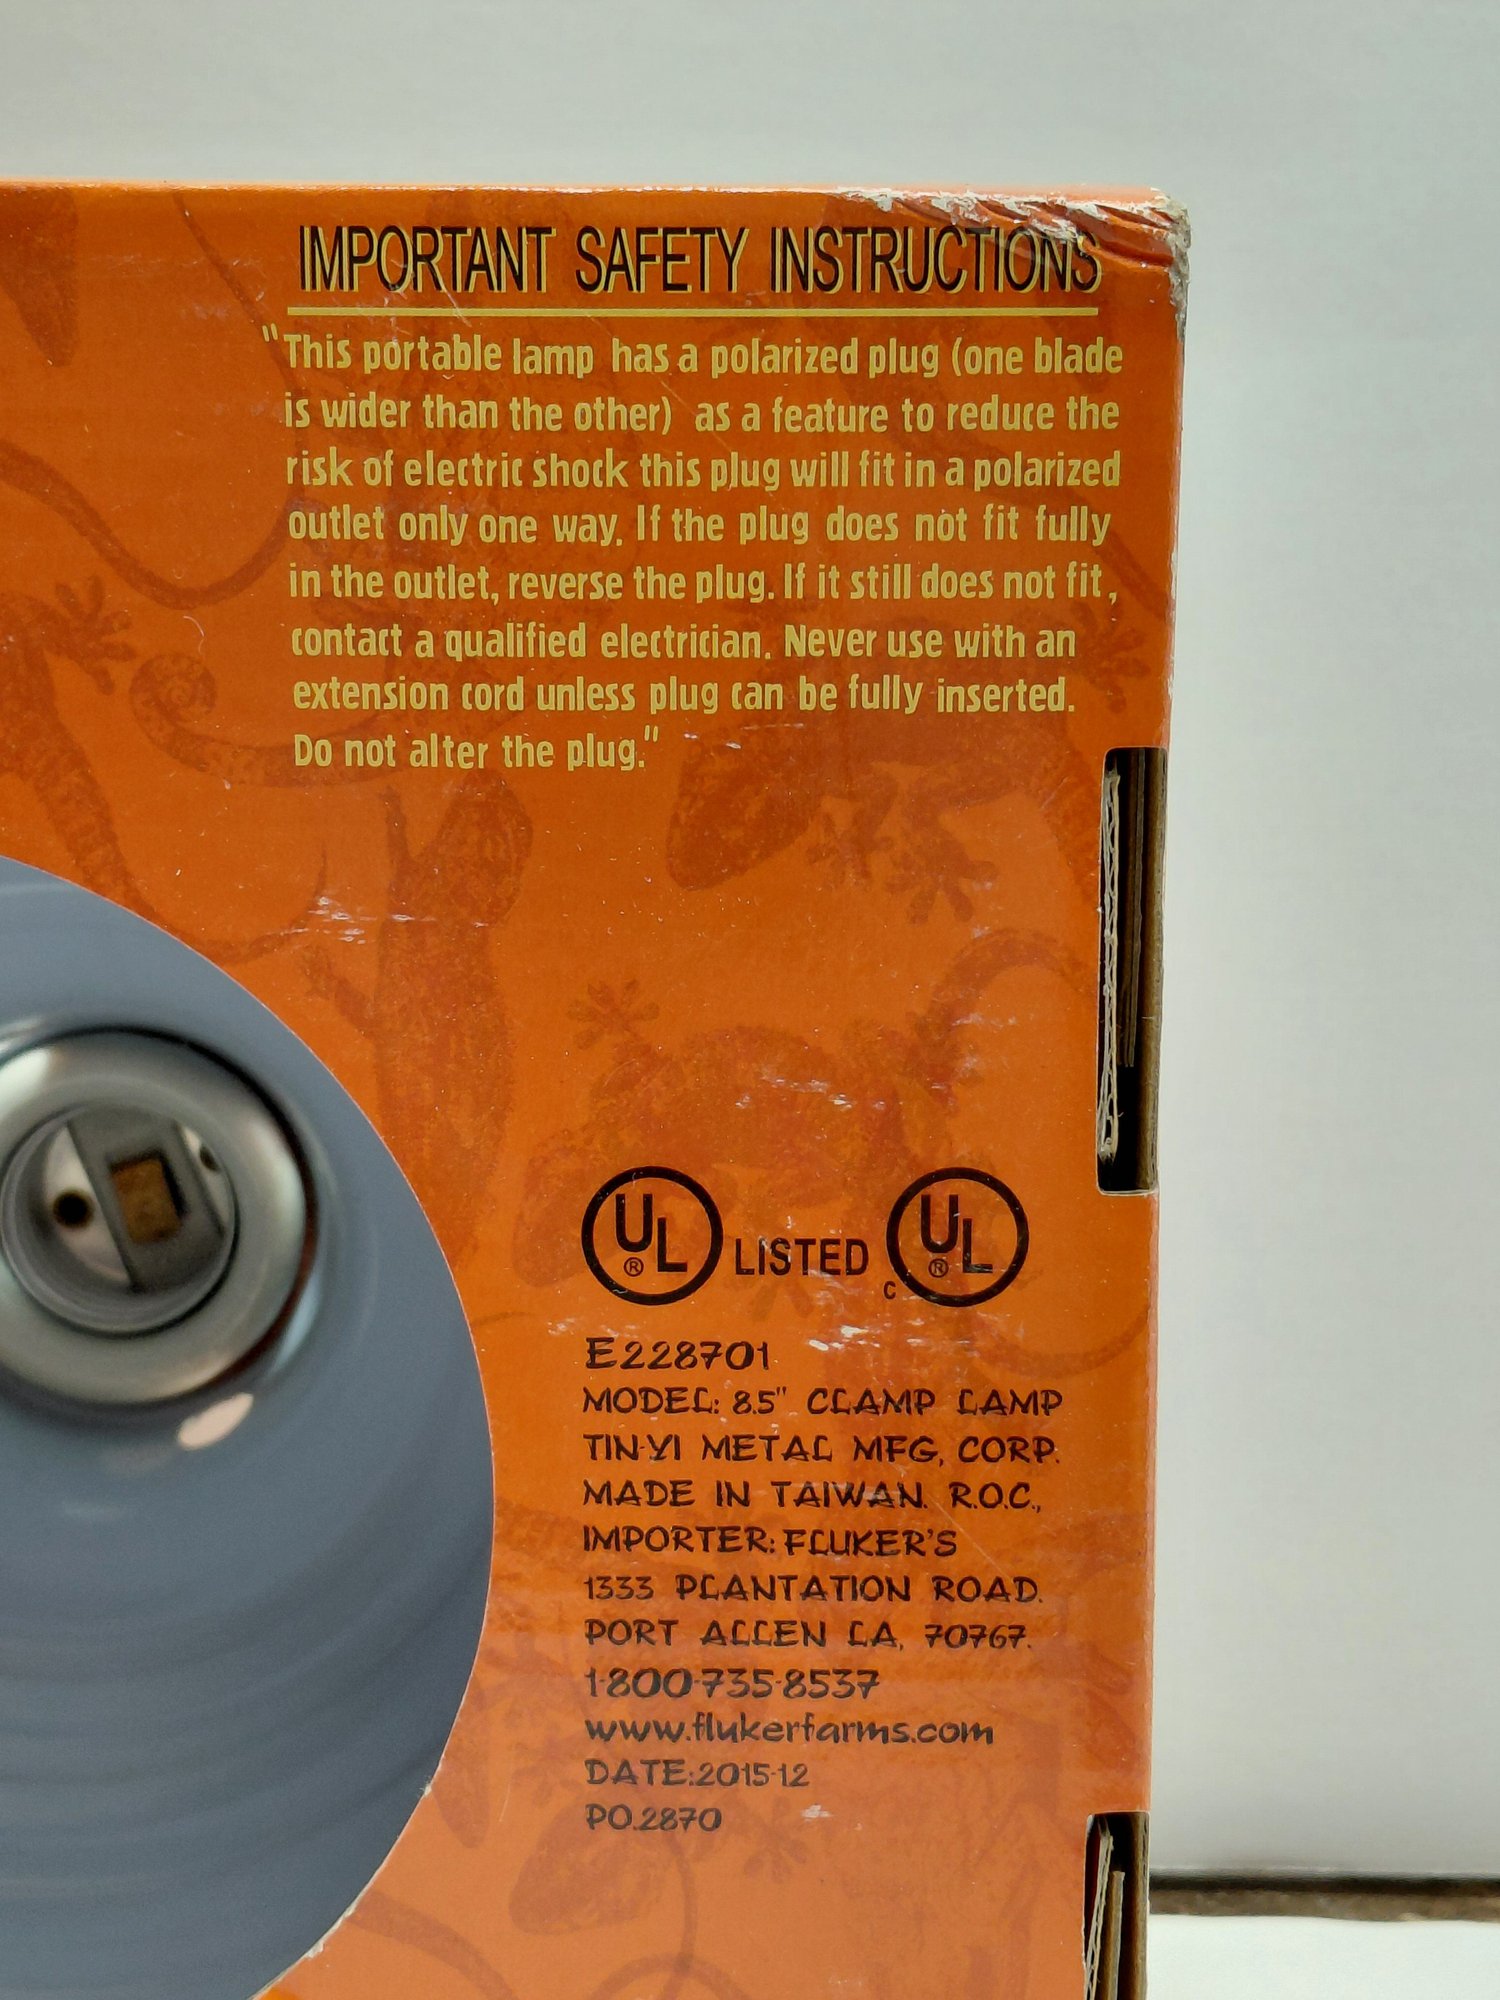 IMPORTANT SAFETY INSTRUCTIONS
"This portable lamp has a polarized plug (one blade
is wider than the other) as a feature to reduce the
risk of electric shock this plug will fit in a polarized
outlet only one way. If the plug does not fit fully
in the outlet, reverse the plug. If it still does not fit,
contact a qualified electrician. Never use with an
extension cord unless plug can be fully inserted.
Do not alter the plug."
UL® LISTED c UL®
E228701
MODEL: 8.5" CLAMP LAMP
TIN-YI METAL MFG, CORP.
MADE IN TAIWAN. R.O.C.,
IMPORTER: FLUKER'S
1333 PLANTATION ROAD.
PORT ALLEN LA, 70767.
1-800-735-8537
www.flukerfarms.com
DATE:2015-12
PO.2870